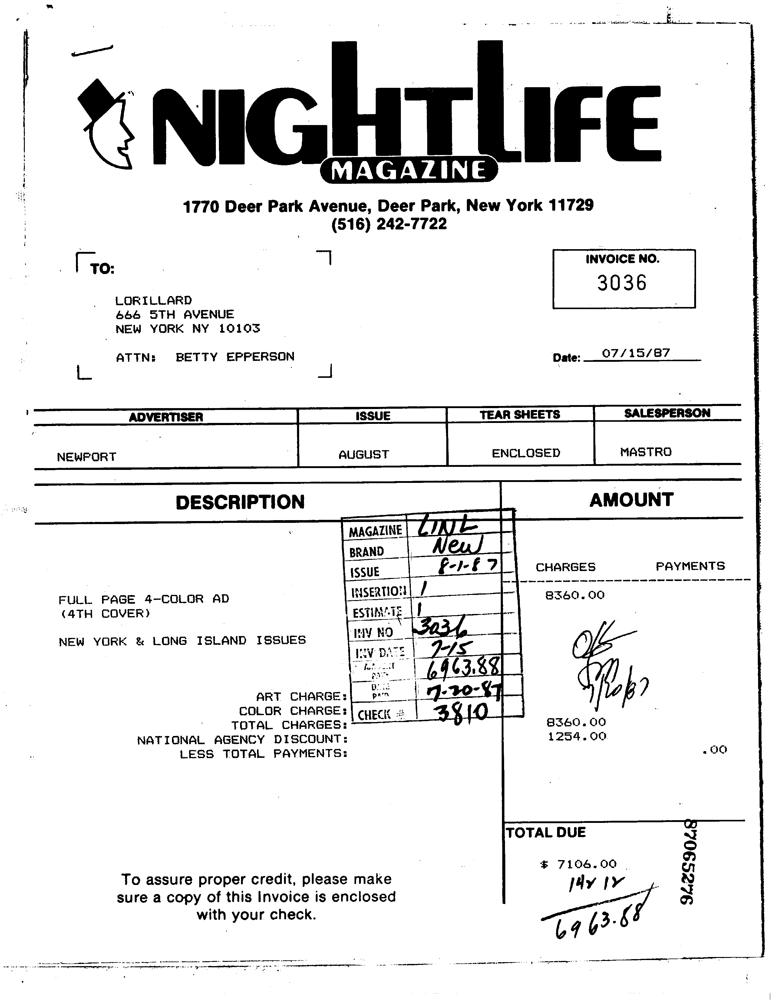 NIGHTLIFE
MAGAZINE
1770 Deer Park Avenue, Deer Park, New York 11729
(516) 242-7722
TO:
LORILLARD
666 5TH AVENUE
NEW YORK NY 10103
ATTN: BETTY EPPERSON
INVOICE NO.
3036
Date: 07/15/87
ADVERTISER ISSUE TEAR SHEETS SALESPERSON
NEWPORT AUGUST ENCLOSED MASTRO
DESCRIPTION AMOUNT
MAGAZINE LINL
BRAND New
ISSUE 8-1-87
INSERTION 1
ESTIMATE 1
INV NO 3036
INV DATE 7-15
AMOUNT PAID 6963.88
DATE PAID 7-20-87
CHECK # 3810
CHARGES PAYMENTS
FULL PAGE 4-COLOR AD 8360.00
(4TH COVER)
NEW YORK & LONG ISLAND ISSUES
OK
ART CHARGE:
COLOR CHARGE:
TOTAL CHARGES: 8360.00
NATIONAL AGENCY DISCOUNT: 1254.00
LESS TOTAL PAYMENTS: .00
TOTAL DUE
$ 7106.00
142 12
6963.88
To assure proper credit, please make
sure a copy of this Invoice is enclosed
with your check.
87065276